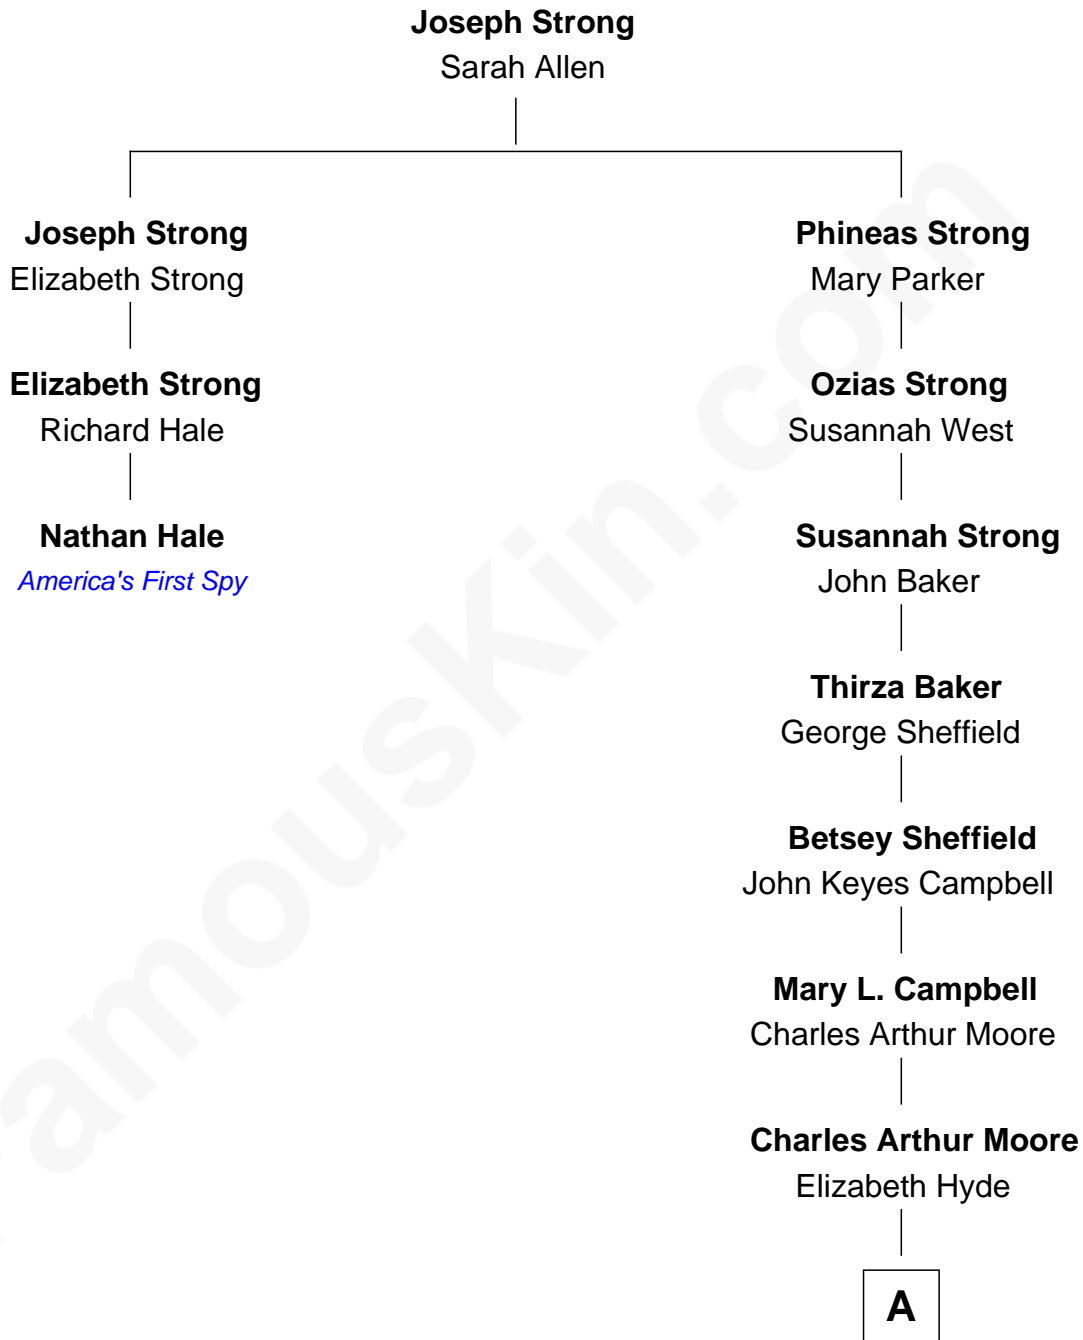 Joseph Strong
Sarah Allen
Joseph Strong
Elizabeth Strong
Elizabeth Strong
Richard Hale
Nathan Hale
America's First Spy
Phineas Strong
Mary Parker
Ozias Strong
Susannah West
Susannah Strong
John Baker
Thirza Baker
George Sheffield
Betsey Sheffield
John Keyes Campbell
Mary L. Campbell
Charles Arthur Moore
Charles Arthur Moore
Elizabeth Hyde
A
amouskin.com